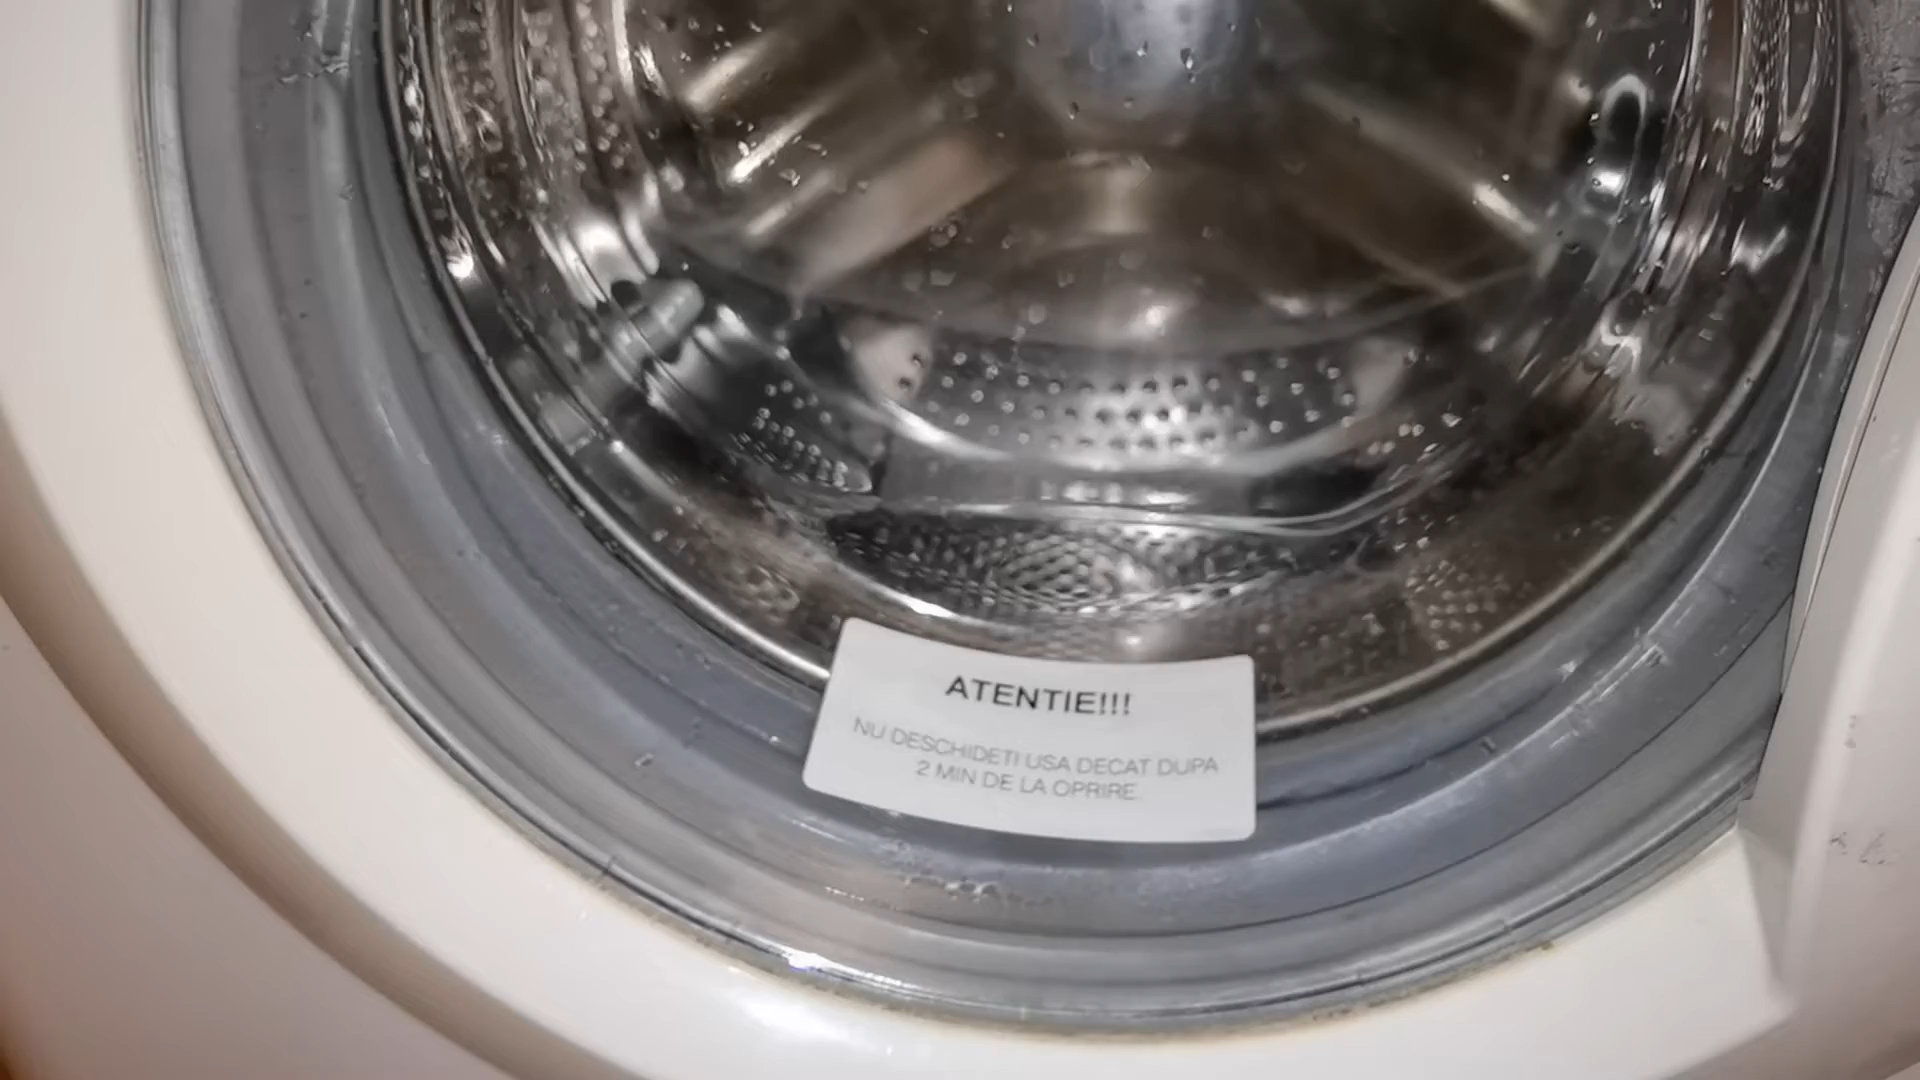 ATENTIE!!!
NU DESCHIDETI USA DECAT DUPA
2 MIN DE LA OPRIRE.